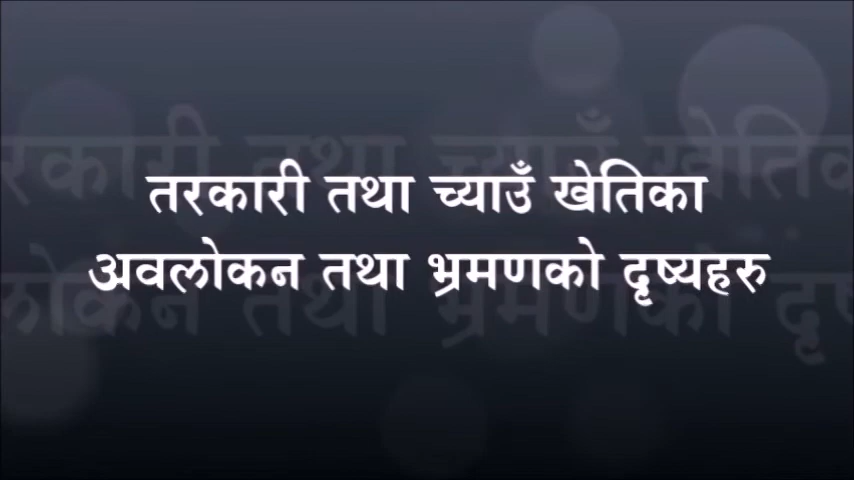 तरकारी तथा च्याउँ खेतिका
अवलोकन तथा भ्रमणको दृष्यहरु